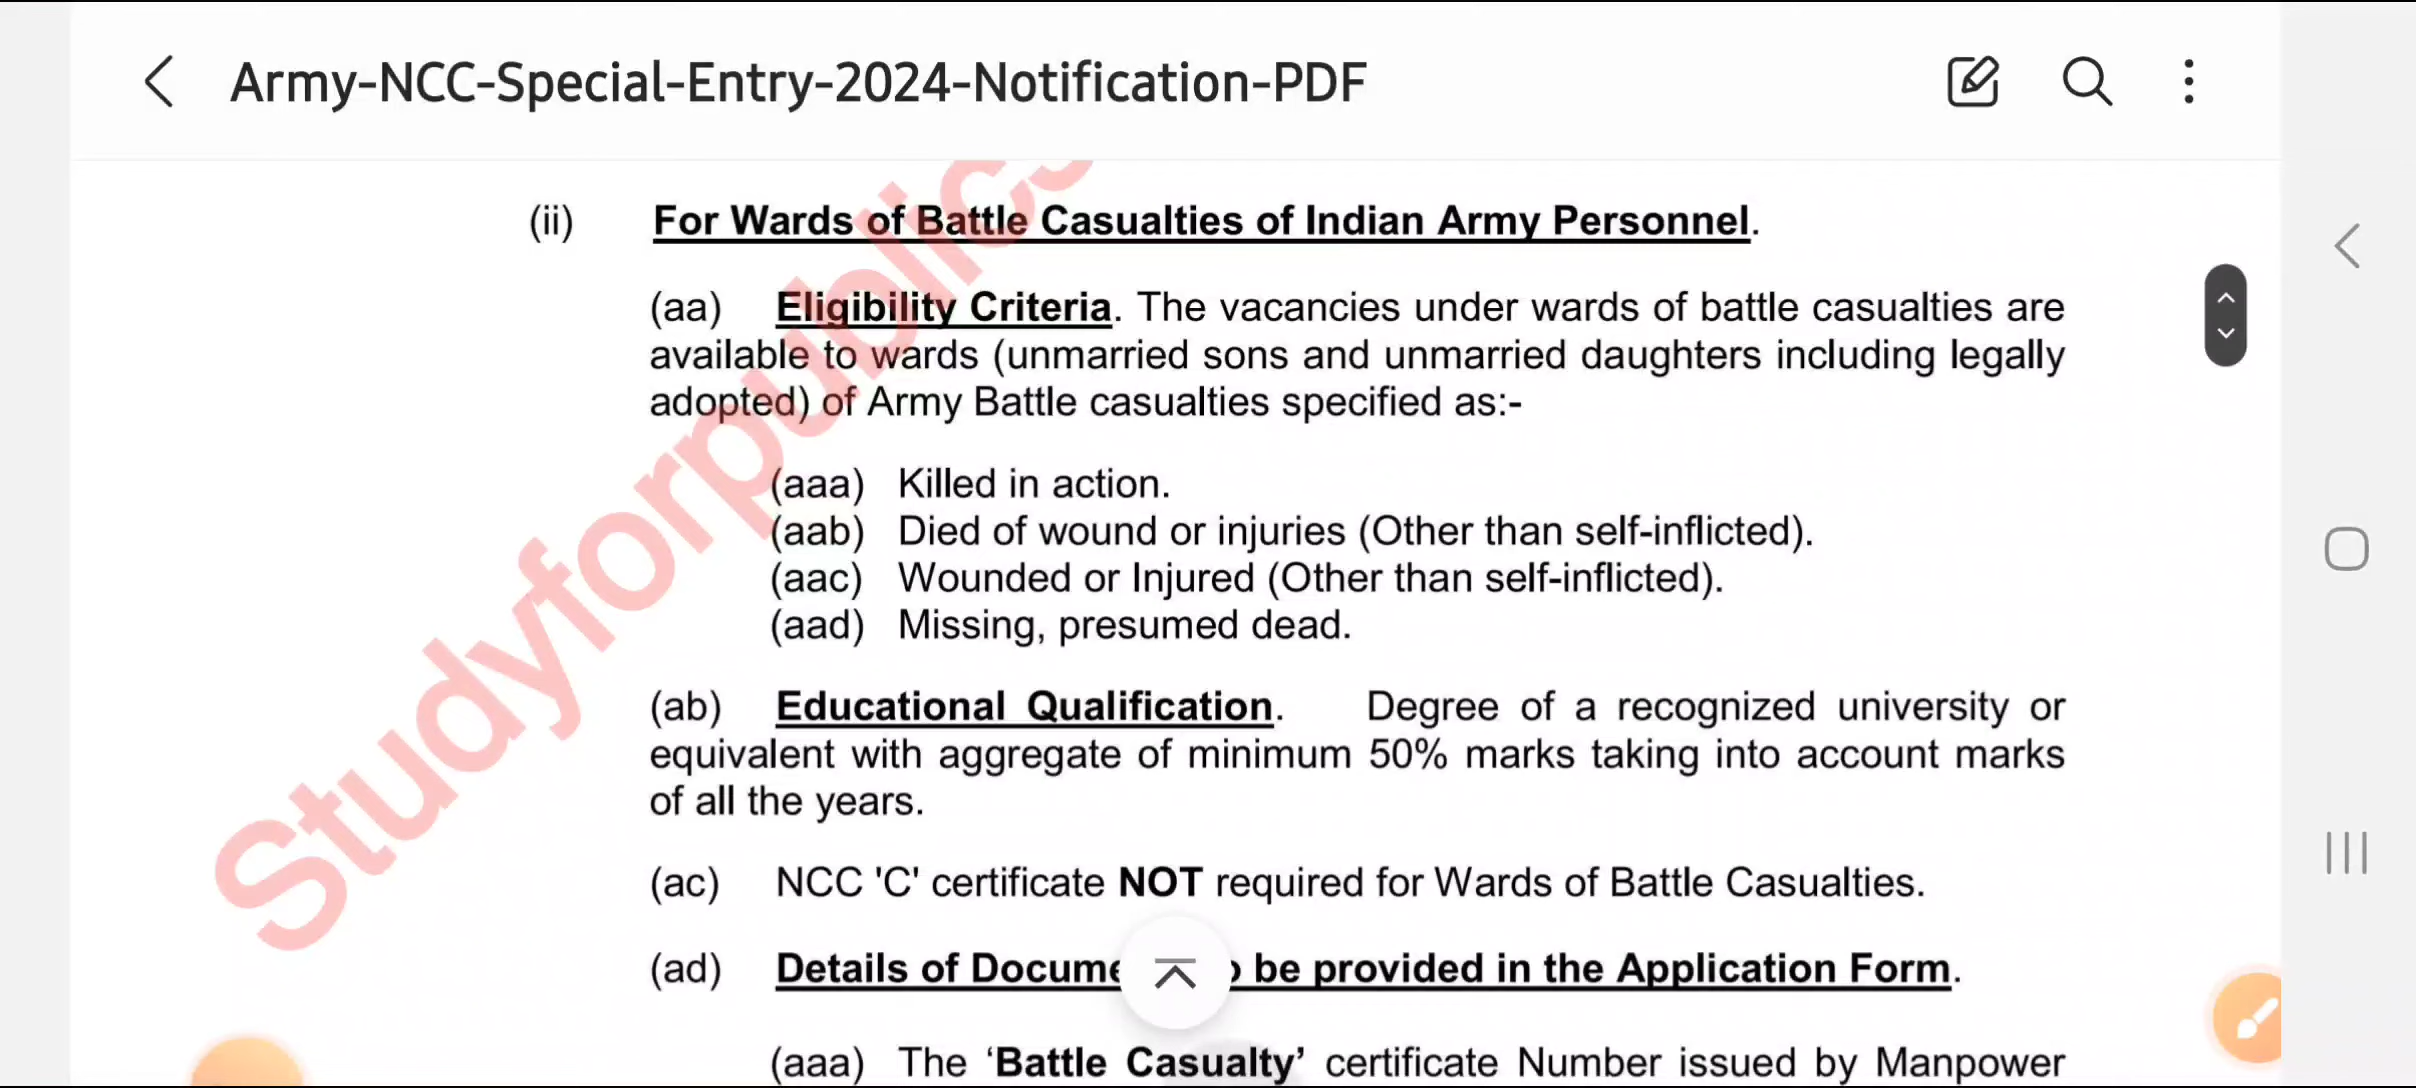 Army-NCC-Special-Entry-2024-Notification-PDF
(ii) For Wards of Battle Casualties of Indian Army Personnel.
(aa) Eligibility Criteria. The vacancies under wards of battle casualties are
available to wards (unmarried sons and unmarried daughters including legally
adopted) of Army Battle casualties specified as:-
(aaa) Killed in action.
(aab) Died of wound or injuries (Other than self-inflicted).
(aac) Wounded or Injured (Other than self-inflicted).
(aad) Missing, presumed dead.
(ab) Educational Qualification. Degree of a recognized university or
equivalent with aggregate of minimum 50% marks taking into account marks
of all the years.
(ac) NCC 'C' certificate NOT required for Wards of Battle Casualties.
(ad) Details of be provided in the Application Form.
(aaa) The ‘Battle Casualty’ certificate Number issued by Manpower
Studyforpublic